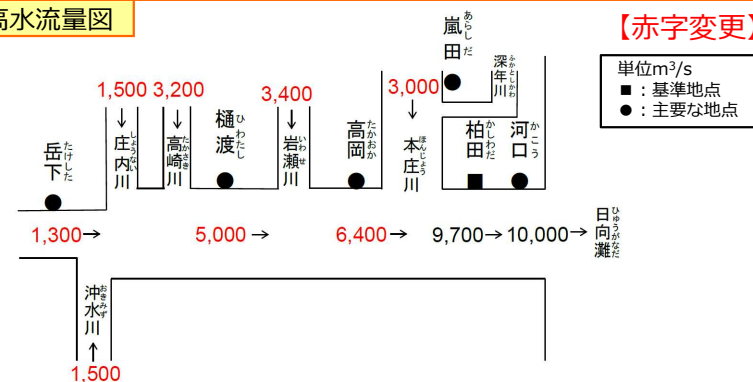 高水流量図
【赤字変更】
単位m³/s
■：基準地点
●：主要な地点
岳下
たけした
1,500
庄内川
しょうない
3,200
高崎川
たかさき
樋渡
ひわたし
3,400
岩瀬川
いわせ
高岡
たかおか
3,000
本庄川
ほんじょう
嵐田
あらしだ
深年川
ふかとしかわ
柏田
かしわだ
河口
かこう
1,300→
5,000→
6,400→
9,700→
10,000→
日向灘
ひゅうがなだ
沖水川
おきみず
1,500